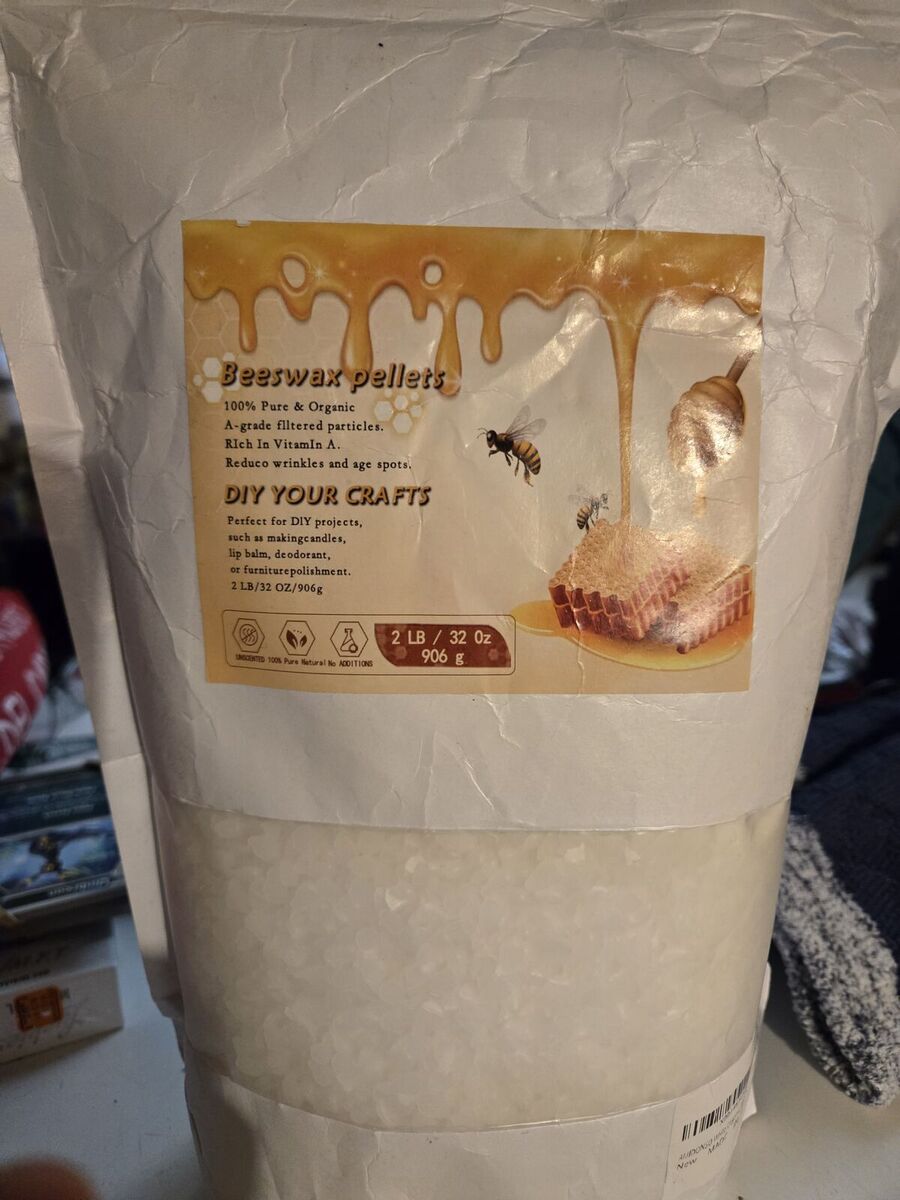 Beeswax pellets
100% Pure & Organic
A-grade fIltered particles.
RIch In VitamIn A.
Reduco wrinkles and age spots.
DIY YOUR CRAFTS
Perfect for DIY projects,
such as makingcandles,
lip balm, deodorant,
or furniturepolishment.
2 LB/32 OZ/906g
UNSCENTED 100% Pure Natural No ADDITIONS
2 LB / 32 Oz
906 g
New